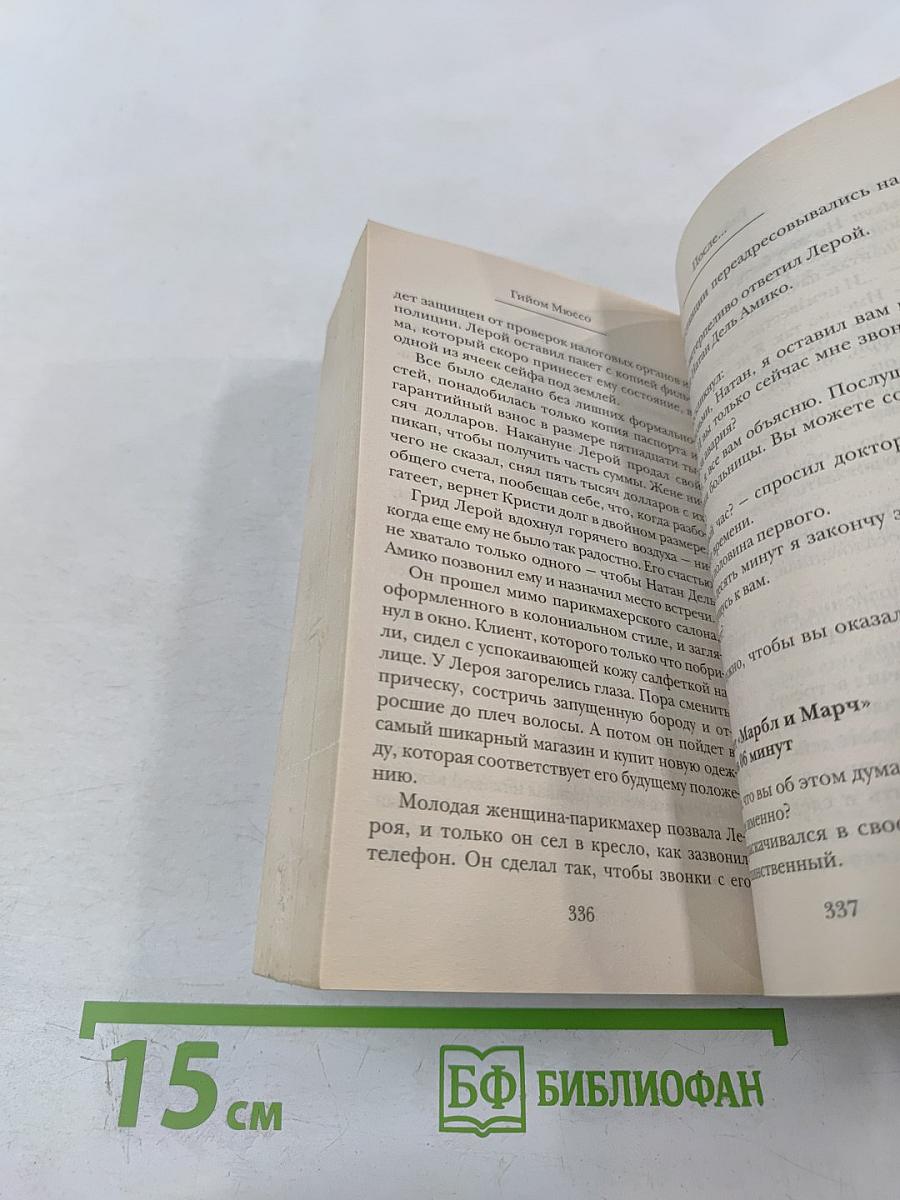 Гийом Мюссо
дет защищен от проверок налоговых органов и
полиции. Лерой оставил пакет с копией филь-
ма, который скоро принесет ему состояние, в
одной из ячеек сейфа под землей.
Все было сделано без лишних формально-
стей, понадобилась только копия паспорта и
гарантийный взнос в размере пятнадцати ты-
сяч долларов. Накануне Лерой продал свой
пикап, чтобы получить часть суммы. Жене ни-
чего не сказал, снял пять тысяч долларов с их
общего счета, пообещав себе, что, когда разбо-
гатеет, вернет Кристи долг в двойном размере.
Грид Лерой вдохнул горячего воздуха — ни-
когда еще ему не было так радостно. Его счастью
не хватало только одного — чтобы Натан Дель
Амико позвонил ему и назначил место встречи.
Он прошел мимо парикмахерского салона,
оформленного в колониальном стиле, и загля-
нул в окно. Клиент, которого только что побри-
ли, сидел с успокаивающей кожу салфеткой на
лице. У Лероя загорелись глаза. Пора сменить
прическу, состричь запущенную бороду и от-
росшие до плеч волосы. А потом он пойдет в
самый шикарный магазин и купит новую одеж-
ду, которая соответствует его будущему положе-
нию.
Молодая женщина-парикмахер позвала Ле-
роя, и только он сел в кресло, как зазвонил
телефон. Он сделал так, чтобы звонки с его
336
После...
переадресовывались на
ответил Лерой.
Натан Дель Амико.
Натан, я оставил вам
вы только сейчас мне звон
авария?
я все вам объясню. Послуш
больницы. Вы можете со
час? — спросил доктор
времени.
половина первого.
десять минут я закончу з
к вам.
чтобы вы оказал
«Марбл и Марч»
06 минут
что вы об этом дума
именно?
в свое
337
15 см
БФ БИБЛИОФАН